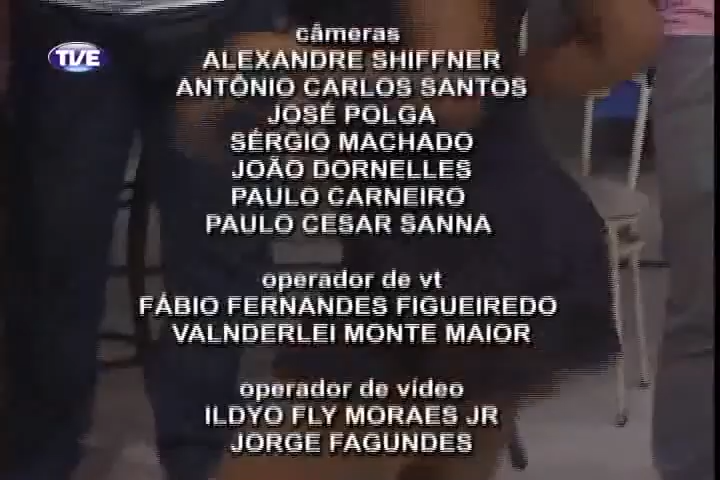 TVE
câmeras
ALEXANDRE SHIFFNER
ANTÔNIO CARLOS SANTOS
JOSÉ POLGA
SÉRGIO MACHADO
JOÃO DORNELLES
PAULO CARNEIRO
PAULO CESAR SANNA
operador de vt
FÁBIO FERNANDES FIGUEIREDO
VALNDERLEI MONTE MAIOR
operador de vídeo
ILDYO FLY MORAES JR
JORGE FAGUNDES